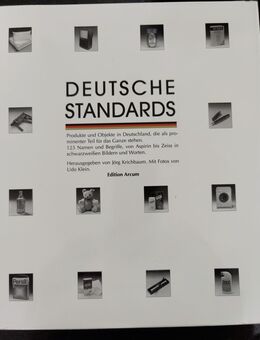 DEUTSCHE
STANDARDS
Produkte und Objekte in Deutschland, die als pro-
minenter Teil für das Ganze stehen.
123 Namen und Begriffe, von Aspirin bis Zeiss in
schwarzweißen Bildern und Worten.
Herausgegeben von Jörg Krichbaum. Mit Fotos von
Udo Klein.
Edition Arcum
Persil